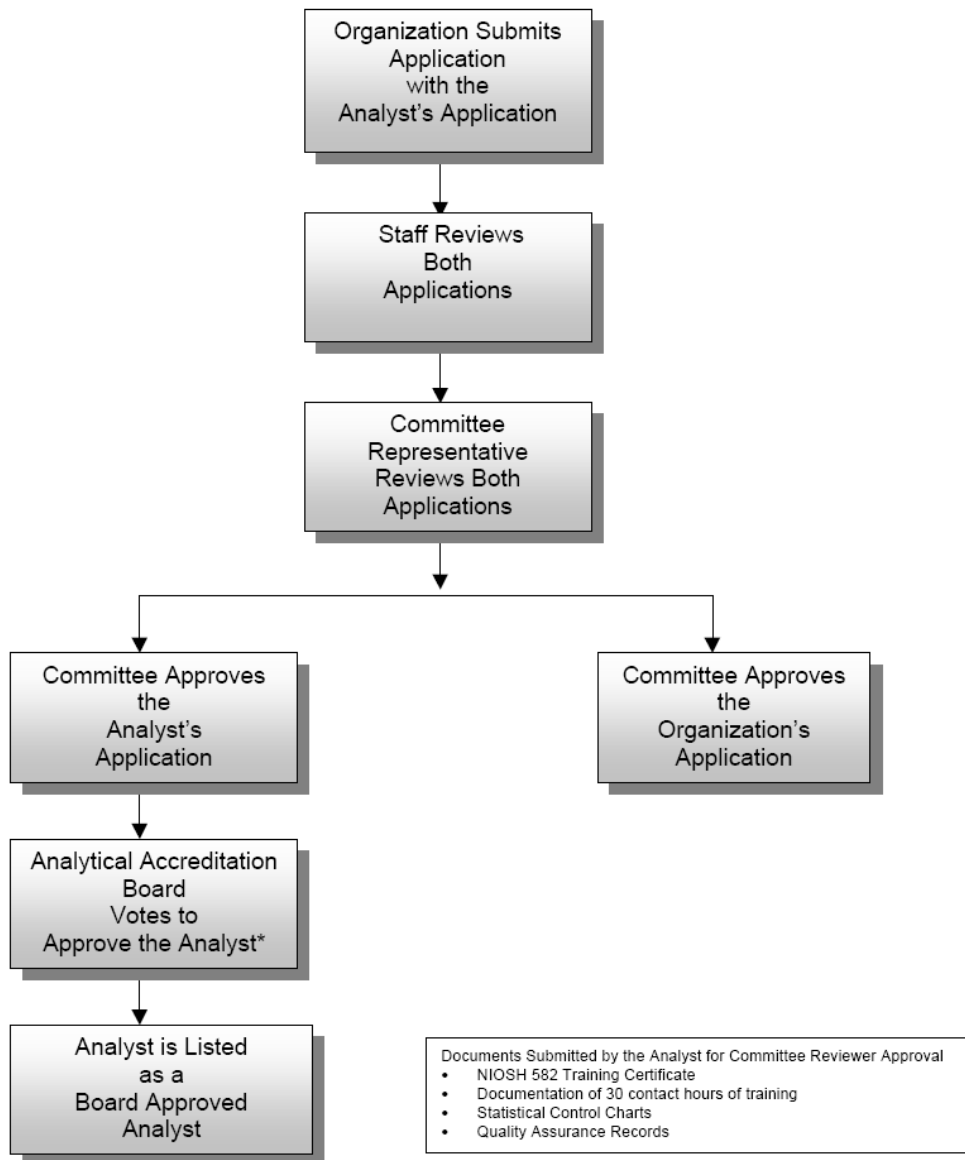 Organization Submits
Application
with the
Analyst's Application
Staff Reviews
Both
Applications
Committee
Representative
Reviews Both
Applications
Committee Approves
the
Analyst's
Application
Committee Approves
the
Organization's
Application
Analytical Accreditation
Board
Votes to
Approve the Analyst*
Analyst is Listed
as a
Board Approved
Analyst
Documents Submitted by the Analyst for Committee Reviewer Approval
• NIOSH 582 Training Certificate
• Documentation of 30 contact hours of training
• Statistical Control Charts
• Quality Assurance Records